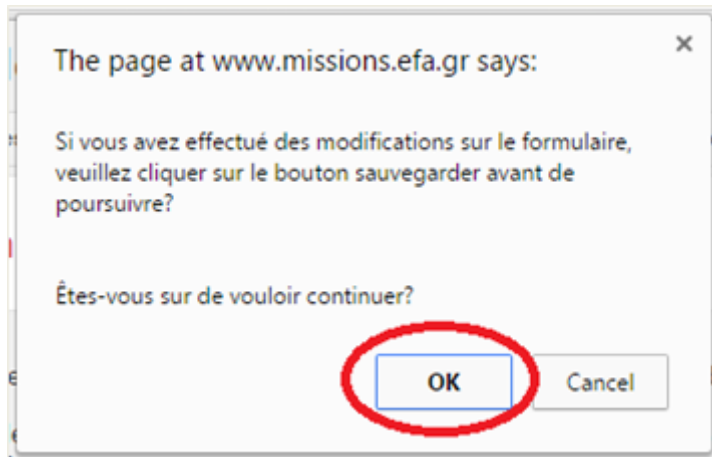 The page at www.missions.efa.gr says:
Si vous avez effectué des modifications sur le formulaire,
veuillez cliquer sur le bouton sauvegarder avant de
poursuivre?
Êtes-vous sur de vouloir continuer?
OK Cancel